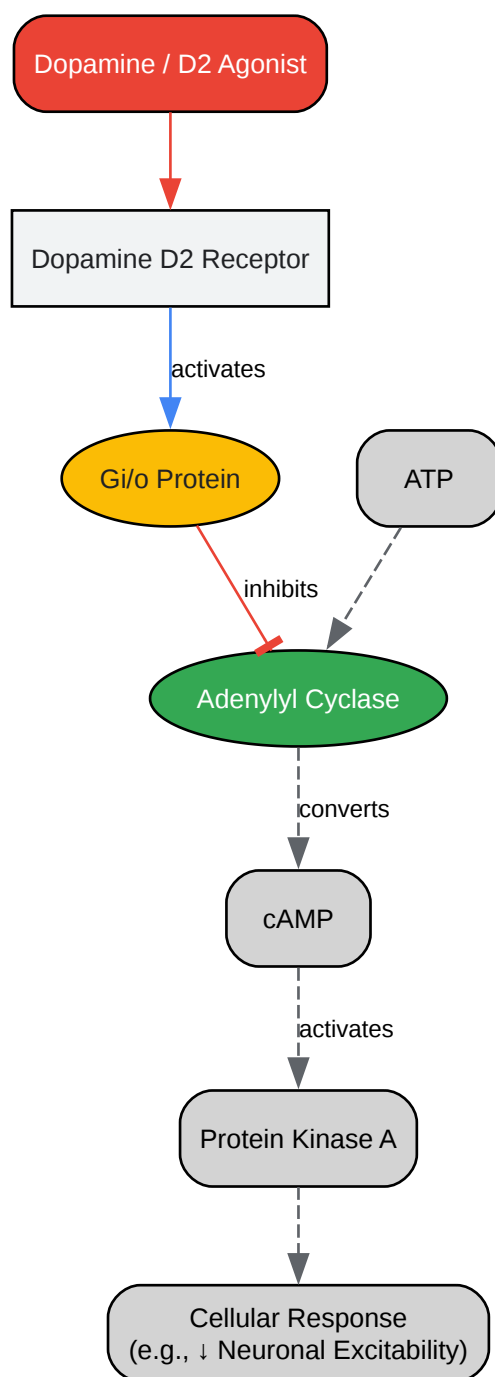 Dopamine / D2 Agonist
Dopamine D2 Receptor
activates
Gi/o Protein
ATP
inhibits
Adenylyl Cyclase
converts
cAMP
activates
Protein Kinase A
Cellular Response
(e.g., ↓ Neuronal Excitability)